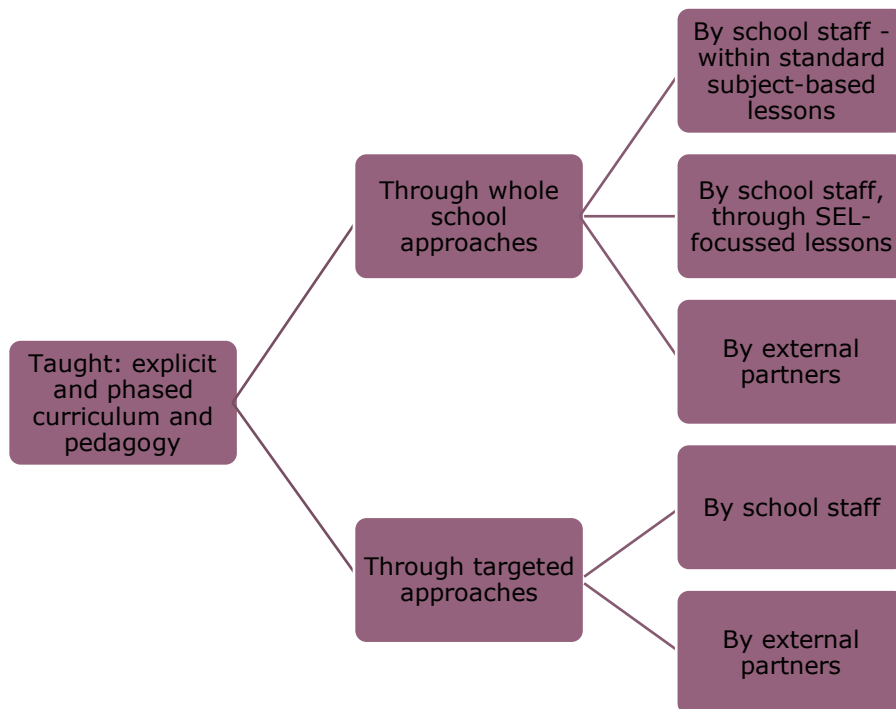 Taught: explicit
and phased
curriculum and
pedagogy
Through whole
school
approaches
By school staff -
within standard
subject-based
lessons
By school staff,
through SEL-
focussed lessons
By external
partners
Through targeted
approaches
By school staff
By external
partners